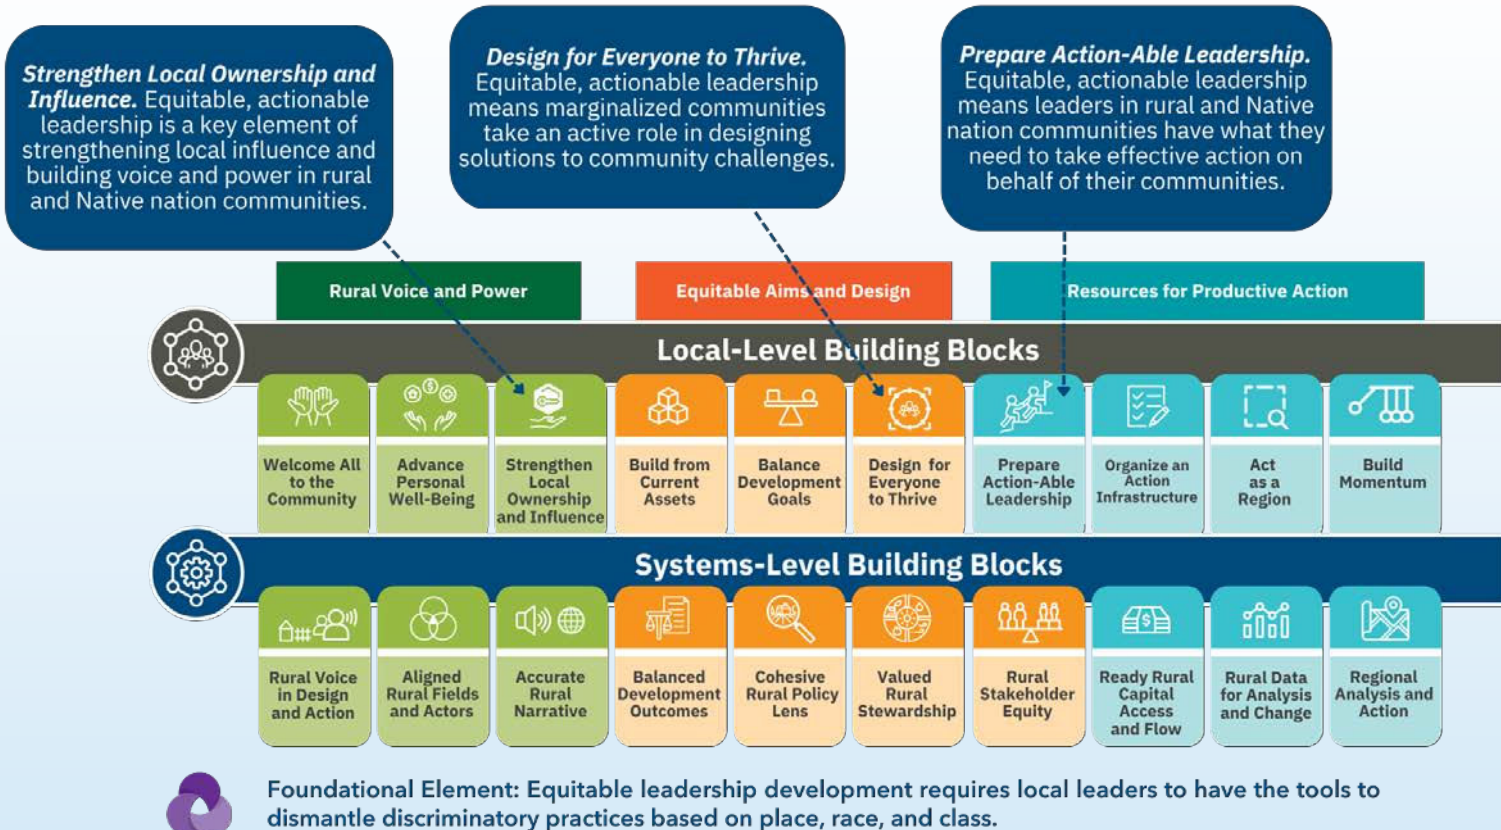 Strengthen Local Ownership and
Influence. Equitable, actionable
leadership is a key element of
strengthening local influence and
building voice and power in rural
and Native nation communities.
Design for Everyone to Thrive.
Equitable, actionable leadership
means marginalized communities
take an active role in designing
solutions to community challenges.
Prepare Action-Able Leadership.
Equitable, actionable leadership
means leaders in rural and Native
nation communities have what they
need to take effective action on
behalf of their communities.
Rural Voice and Power
Equitable Aims and Design
Resources for Productive Action
Local-Level Building Blocks
Welcome All
to the
Community
Advance
Personal
Well-Being
Strengthen
Local
Ownership
and Influence
Build from
Current
Assets
Balance
Development
Goals
Design for
Everyone
to Thrive
Prepare
Action-Able
Leadership
Organize an
Action
Infrastructure
Act
as a
Region
Build
Momentum
Systems-Level Building Blocks
Rural Voice
in Design
and Action
Aligned
Rural Fields
and Actors
Accurate
Rural
Narrative
Balanced
Development
Outcomes
Cohesive
Rural Policy
Lens
Valued
Rural
Stewardship
Rural
Stakeholder
Equity
$
Ready Rural
Capital
Access
and Flow
Rural Data
for Analysis
and Change
Regional
Analysis and
Action
Foundational Element: Equitable leadership development requires local leaders to have the tools to
dismantle discriminatory practices based on place, race, and class.